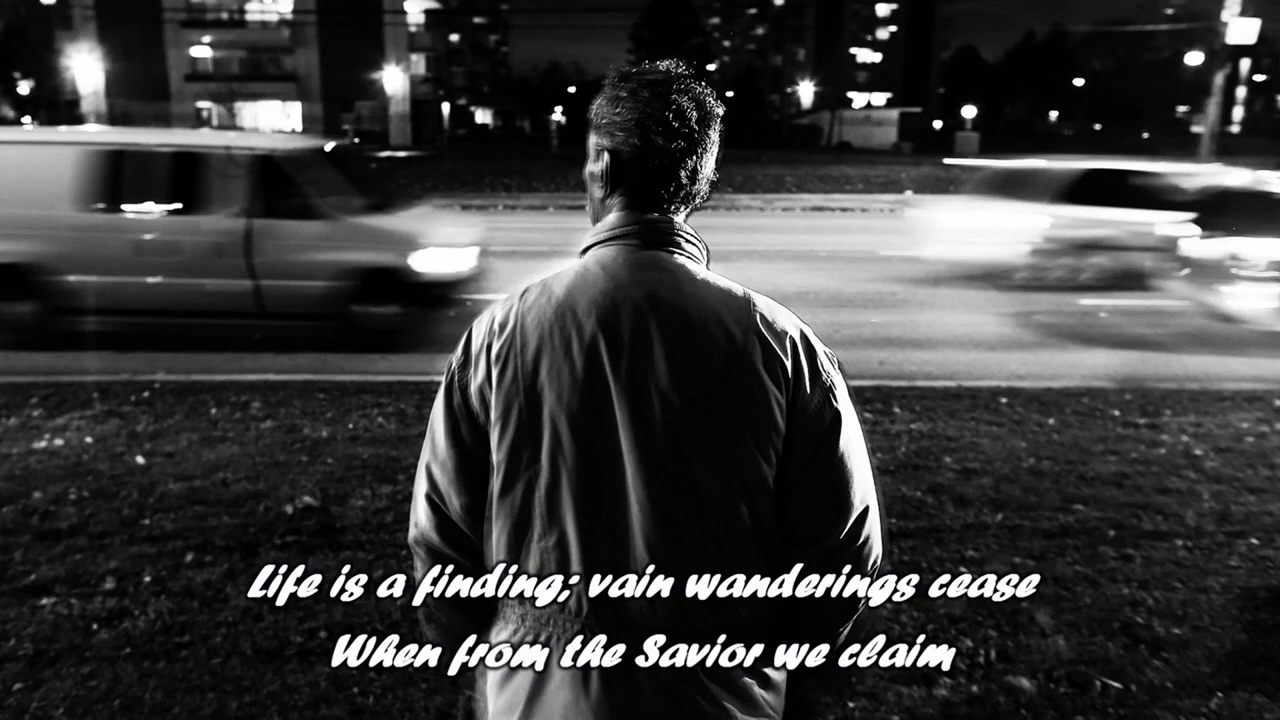 Life is a finding; vain wanderings cease
When from the Savior we claim